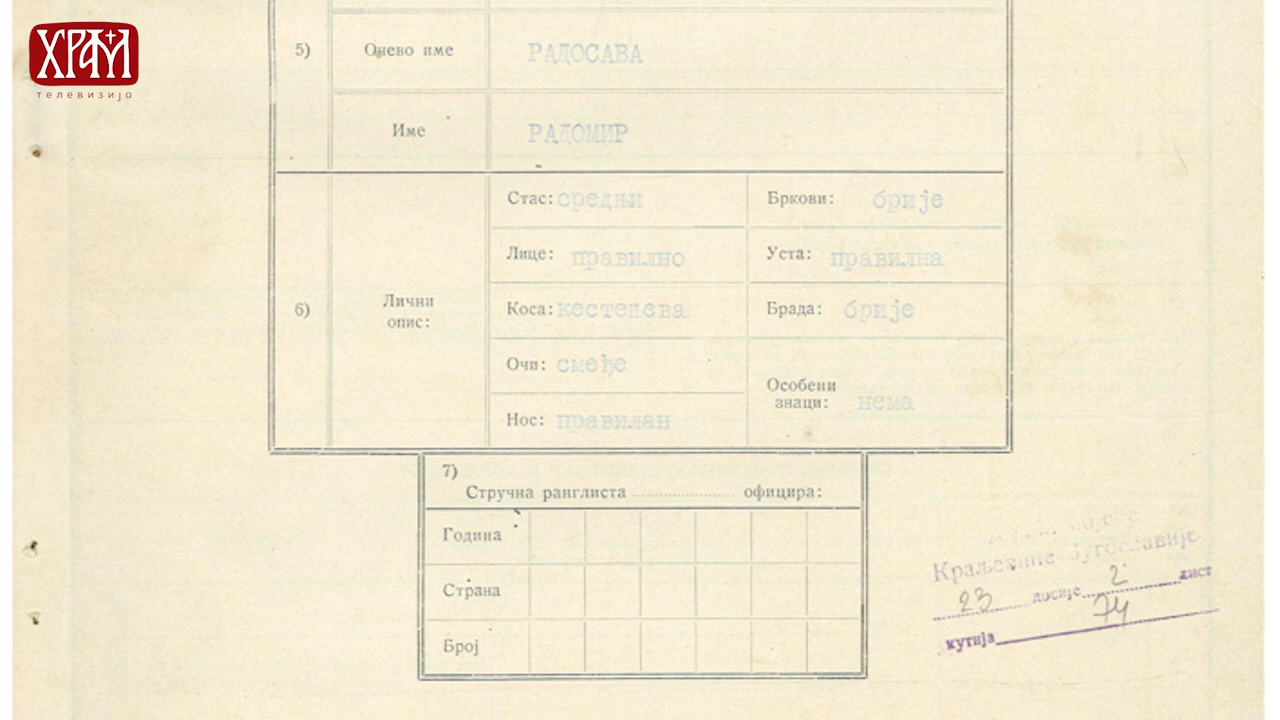 ХРАМ
телевизија
5) Очево име РАДОСАВА
Име РАДОМИР
6) Лични опис:
Стас: средњи
Бркови: брије
Лице: правилно
Уста: правилна
Коса: кестењева
Брада: брије
Очи: смеђе
Особени знаци: нема
Нос: правилан
7)
Стручна ранглиста официра:
Година
Страна
Број
Краљевине Југославије
23 досије 2 лист
кутија 74